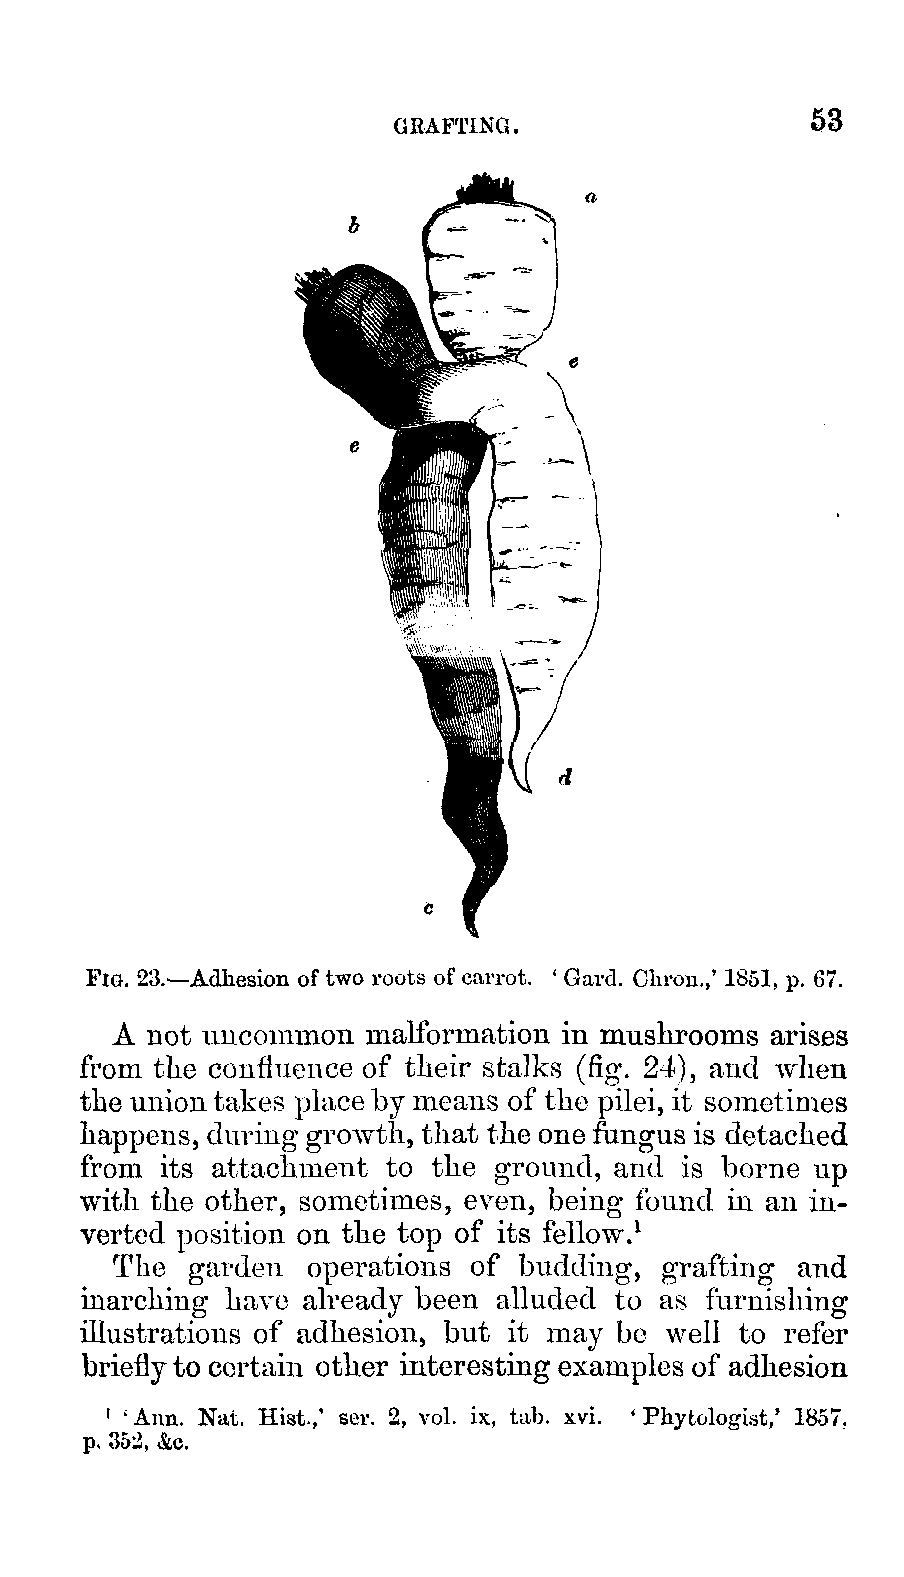 GRAFTING. 53
a
b
e
e
d
c
FIG. 23.—Adhesion of two roots of carrot. ‘Gard. Chron.,’ 1851, p. 67.
A not uncommon malformation in mushrooms arises
from the confluence of their stalks (fig. 24), and when
the union takes place by means of the pilei, it sometimes
happens, during growth, that the one fungus is detached
from its attachment to the ground, and is borne up
with the other, sometimes, even, being found in an in-
verted position on the top of its fellow.¹
The garden operations of budding, grafting and
inarching have already been alluded to as furnishing
illustrations of adhesion, but it may be well to refer
briefly to certain other interesting examples of adhesion
¹ ‘Ann. Nat. Hist.,’ ser. 2, vol. ix, tab. xvi. ‘Phytologist,’ 1857,
p. 352, &c.